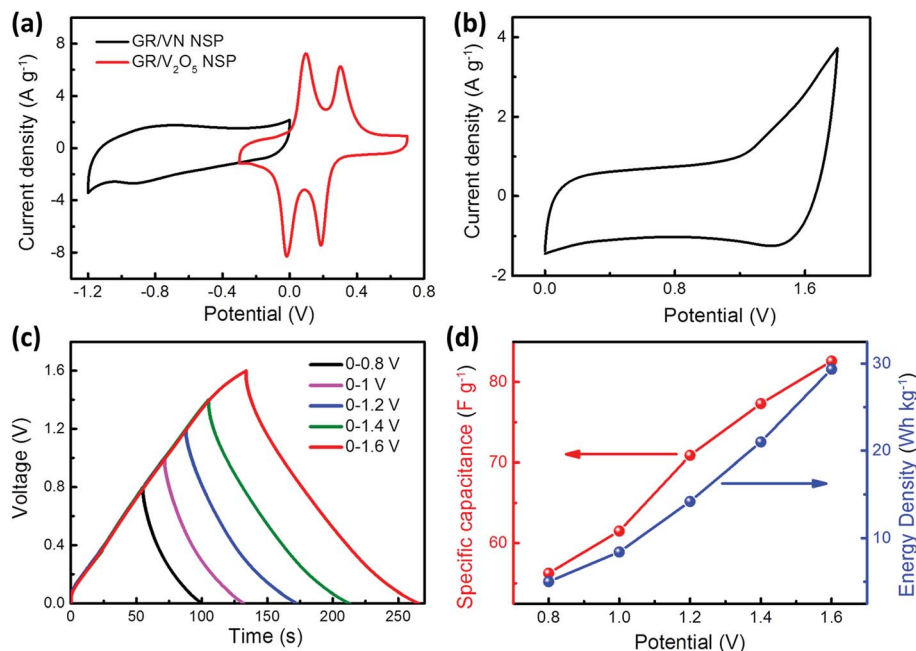 (a)
GR/VN NSP
GR/V₂O₅ NSP
Current density (A g⁻¹)
8
4
0
-4
-8
-1.2 -0.8 -0.4 0.0 0.4 0.8
Potential (V)
(b)
Current density (A g⁻¹)
4
2
0
-2
0.0 0.8 1.6
Potential (V)
(c)
0-0.8 V
0-1 V
0-1.2 V
0-1.4 V
0-1.6 V
Voltage (V)
1.6
1.2
0.8
0.4
0.0
0 50 100 150 200 250
Time (s)
(d)
Specific capacitance (F g⁻¹)
80
70
60
Energy Density (Wh kg⁻¹)
30
20
10
0.8 1.0 1.2 1.4 1.6
Potential (V)